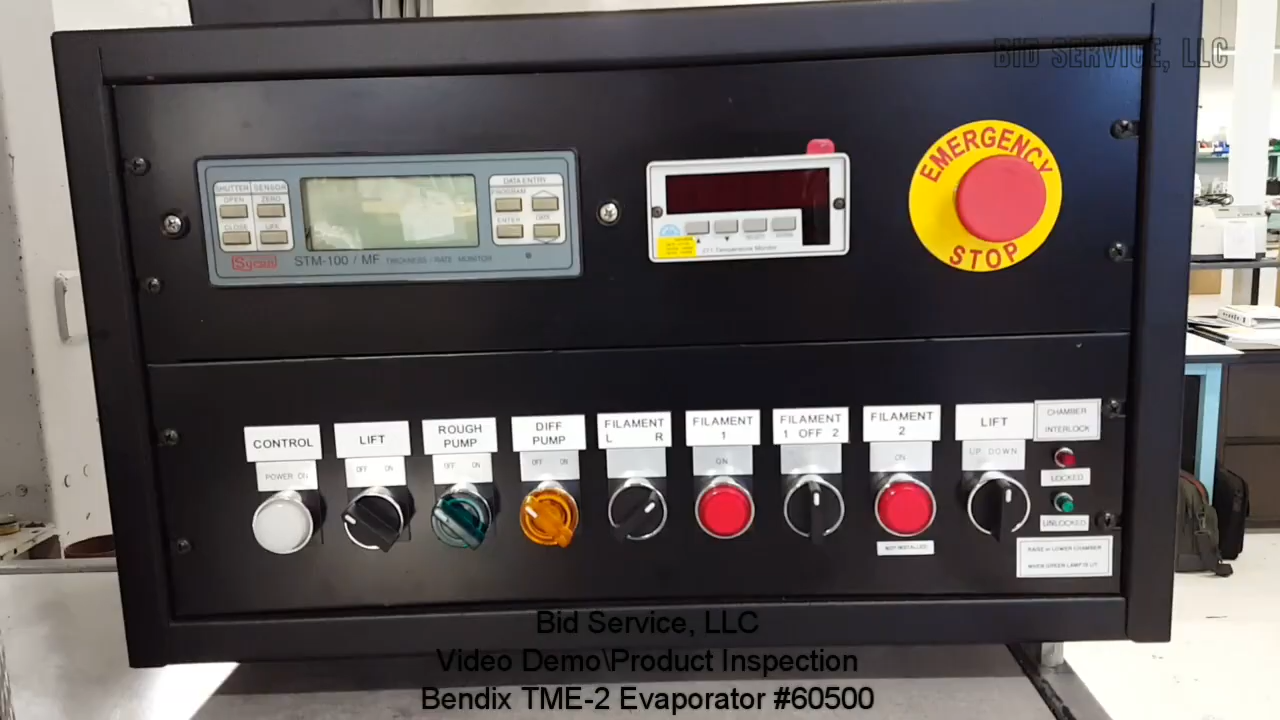 BID SERVICE, LLC
EMERGENCY
STOP
SHUTTER
SENSOR
OPEN
ZERO
CLOSE
LIFE
DATA ENTRY
PROGRAM
ENTER
Sycon
STM-100 / MF THICKNESS / RATE MONITOR
211 Temperature Monitor
CONTROL
POWER ON
LIFT
OFF ON
ROUGH
PUMP
OFF ON
DIFF
PUMP
OFF ON
FILAMENT
L R
FILAMENT
1
ON
FILAMENT
1 OFF 2
FILAMENT
2
ON
NOT INSTALLED
LIFT
UP DOWN
CHAMBER
INTERLOCK
LOCKED
UNLOCKED
RAISE or LOWER CHAMBER
WHEN GREEN LAMP IS LIT
Bid Service, LLC
Video Demo\Product Inspection
Bendix TME-2 Evaporator #60500